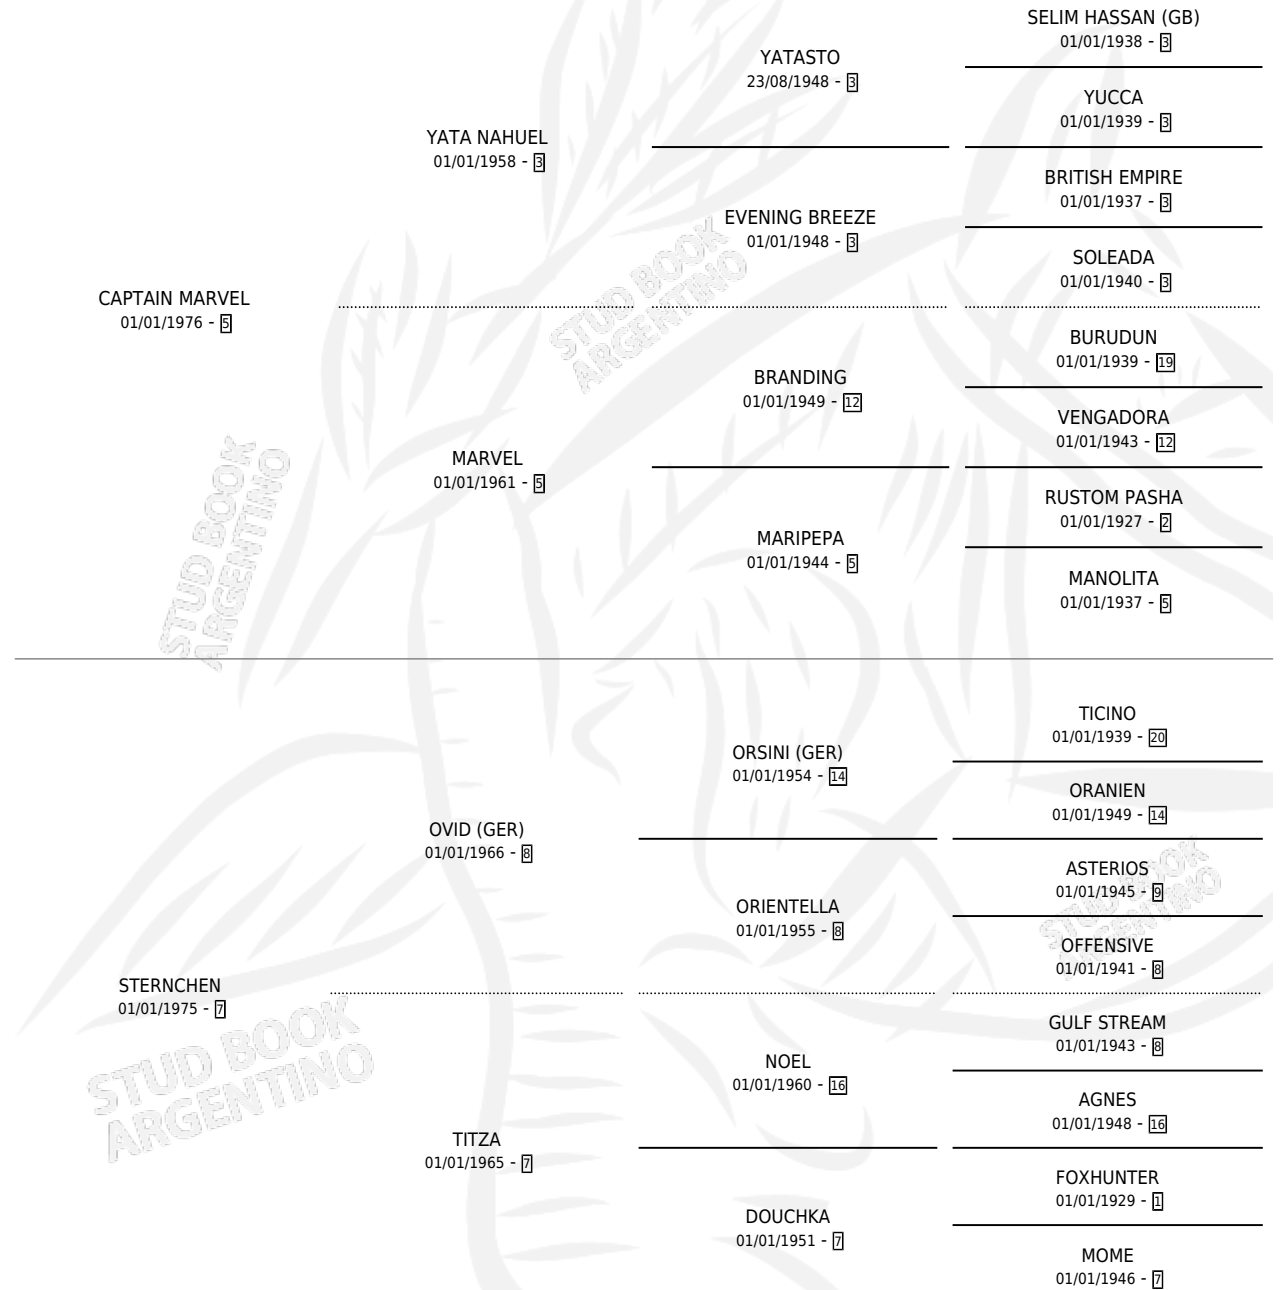 SELIM HASSAN (GB)
01/01/1938 - 3
YATASTO
23/08/1948 - 3
YUCCA
01/01/1939 - 3
YATA NAHUEL
01/01/1958 - 3
BRITISH EMPIRE
01/01/1937 - 3
EVENING BREEZE
01/01/1948 - 3
SOLEADA
01/01/1940 - 3
CAPTAIN MARVEL
01/01/1976 - 5
BURUDUN
01/01/1939 - 19
BRANDING
01/01/1949 - 12
VENGADORA
01/01/1943 - 12
MARVEL
01/01/1961 - 5
RUSTOM PASHA
01/01/1927 - 2
MARIPEPA
01/01/1944 - 5
MANOLITA
01/01/1937 - 5
TICINO
01/01/1939 - 20
ORSINI (GER)
01/01/1954 - 14
ORANIEN
01/01/1949 - 14
OVID (GER)
01/01/1966 - 8
ASTERIOS
01/01/1945 - 9
ORIENTELLA
01/01/1955 - 8
OFFENSIVE
01/01/1941 - 8
STERNCHEN
01/01/1975 - 7
GULF STREAM
01/01/1943 - 8
NOEL
01/01/1960 - 16
AGNES
01/01/1948 - 16
TITZA
01/01/1965 - 7
FOXHUNTER
01/01/1929 - 1
DOUCHKA
01/01/1951 - 7
MOME
01/01/1946 - 7
STUD BOOK
ARGENTINO
STUD BOOK
ARGENTINO
STUD BOOK
ARGENTINO
STUD BOOK
ARGENTINO